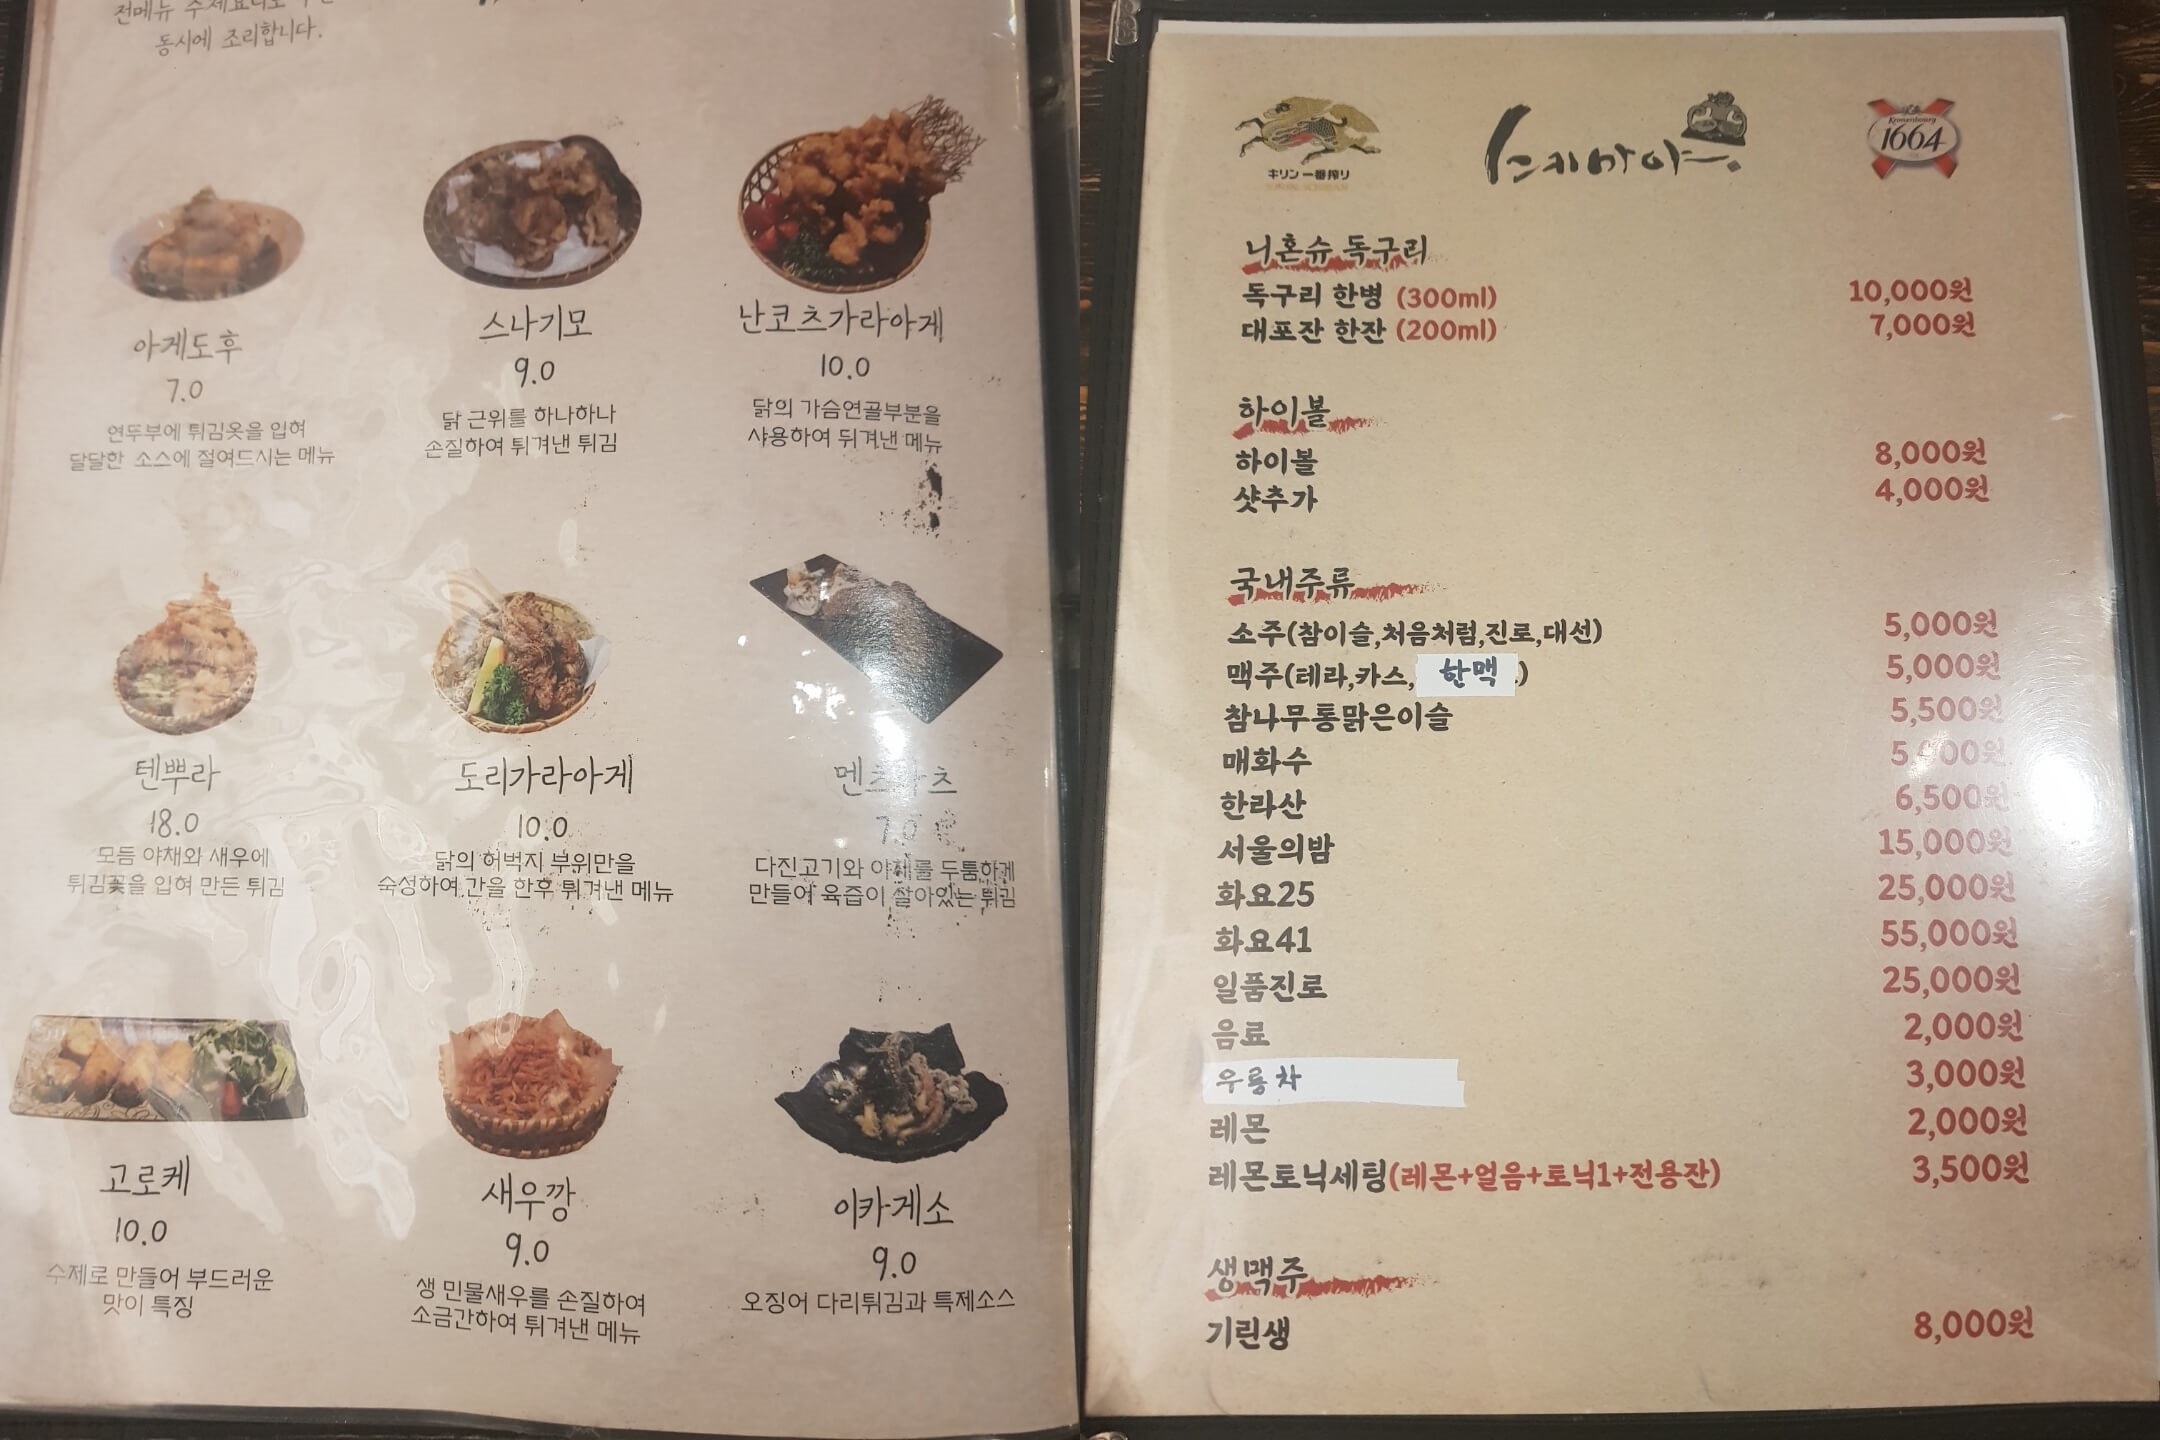 동시에 조리합니다.
아게도후
7.0
연두부에 튀김옷을 입혀
달달한 소스에 절여드시는 메뉴
스나기모
9.0
닭 근위를 하나하나
손질하여 튀겨낸 튀김
난코츠가라아게
10.0
닭의 가슴연골부분을
샤용하여 뒤겨낸 메뉴
텐뿌라
18.0
모듬 야채와 새우에
튀김꽃을 입혀 만든 튀김
도리가라아게
10.0
닭의 허벅지 부위만을
숙성하여 간을 한후 튀겨낸 메뉴
7.0
다진고기와 야채를 두툼하게
만들어 육즙이 살아있는 튀김
고로케
10.0
수제로 만들어 부드러운
맛이 특징
새우깡
9.0
생 민물새우를 손질하여
소금간하여 튀겨낸 메뉴
이카게소
9.0
오징어 다리튀김과 특제소스
キリン一番搾り
Kronenbourg
1664
니혼슈 독구리
독구리 한병 (300ml) 10,000원
대포잔 한잔 (200ml) 7,000원
하이볼
하이볼 8,000원
샷추가 4,000원
국내주류
소주(참이슬,처음처럼,진로,대선) 5,000원
맥주(테라,카스, 한맥 ) 5,000원
참나무통맑은이슬 5,500원
매화수
한라산 6,500원
서울의밤 15,000원
화요25 25,000원
화요41 55,000원
일품진로 25,000원
음료 2,000원
우롱차 3,000원
레몬 2,000원
레몬토닉세팅(레몬+얼음+토닉1+전용잔) 3,500원
생맥주
기린생 8,000원